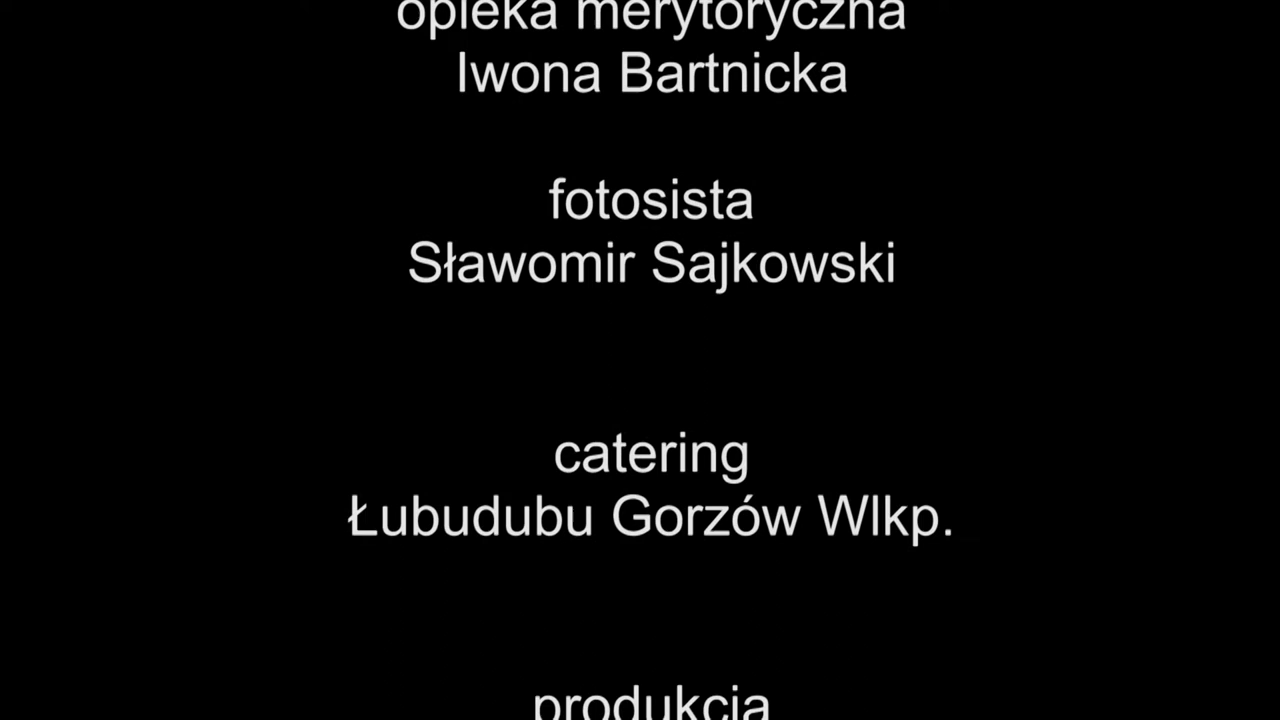 opieka merytoryczna
Iwona Bartnicka
fotosista
Sławomir Sajkowski
catering
Łubudubu Gorzów Wlkp.
produkcja